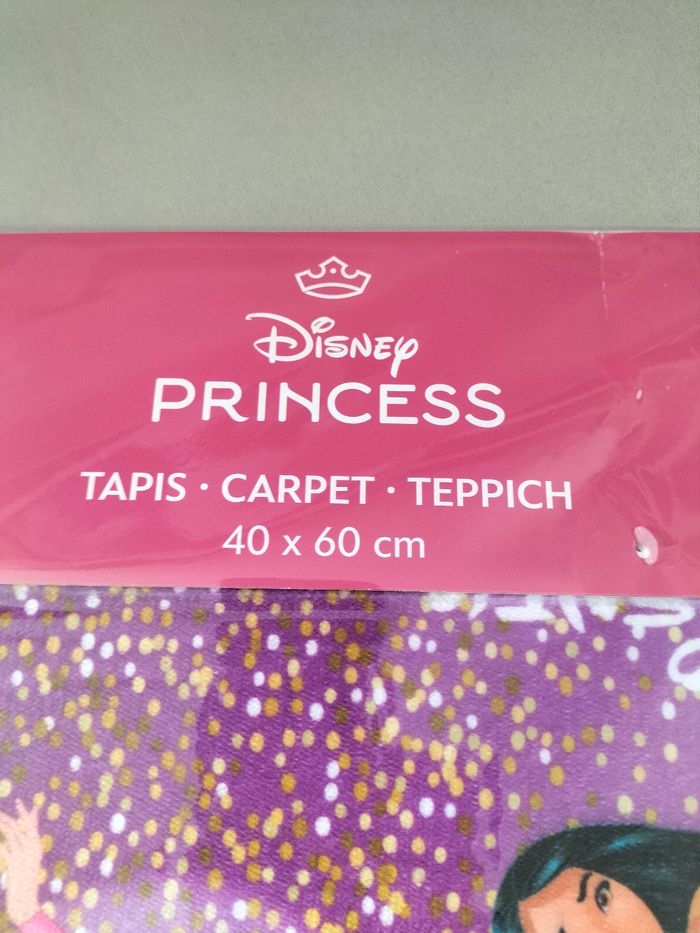 Disney
PRINCESS
TAPIS · CARPET · TEPPICH
40 x 60 cm